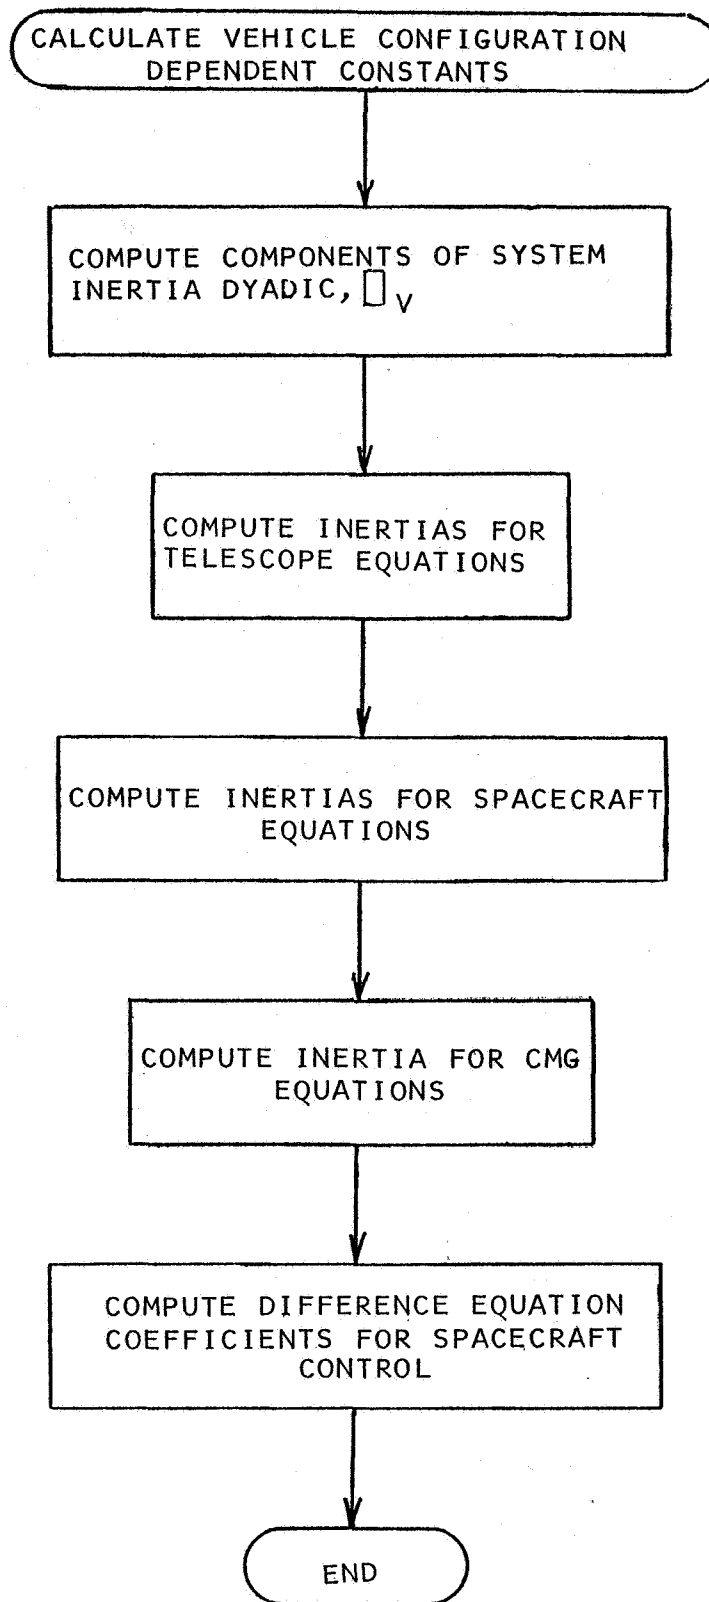 CALCULATE VEHICLE CONFIGURATION
DEPENDENT CONSTANTS
COMPUTE COMPONENTS OF SYSTEM
INERTIA DYADIC, ▯ V
COMPUTE INERTIAS FOR
TELESCOPE EQUATIONS
COMPUTE INERTIAS FOR SPACECRAFT
EQUATIONS
COMPUTE INERTIA FOR CMG
EQUATIONS
COMPUTE DIFFERENCE EQUATION
COEFFICIENTS FOR SPACECRAFT
CONTROL
END